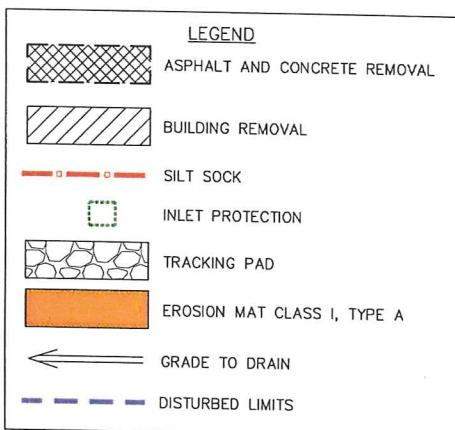 LEGEND
ASPHALT AND CONCRETE REMOVAL
BUILDING REMOVAL
SILT SOCK
INLET PROTECTION
TRACKING PAD
EROSION MAT CLASS I, TYPE A
GRADE TO DRAIN
DISTURBED LIMITS